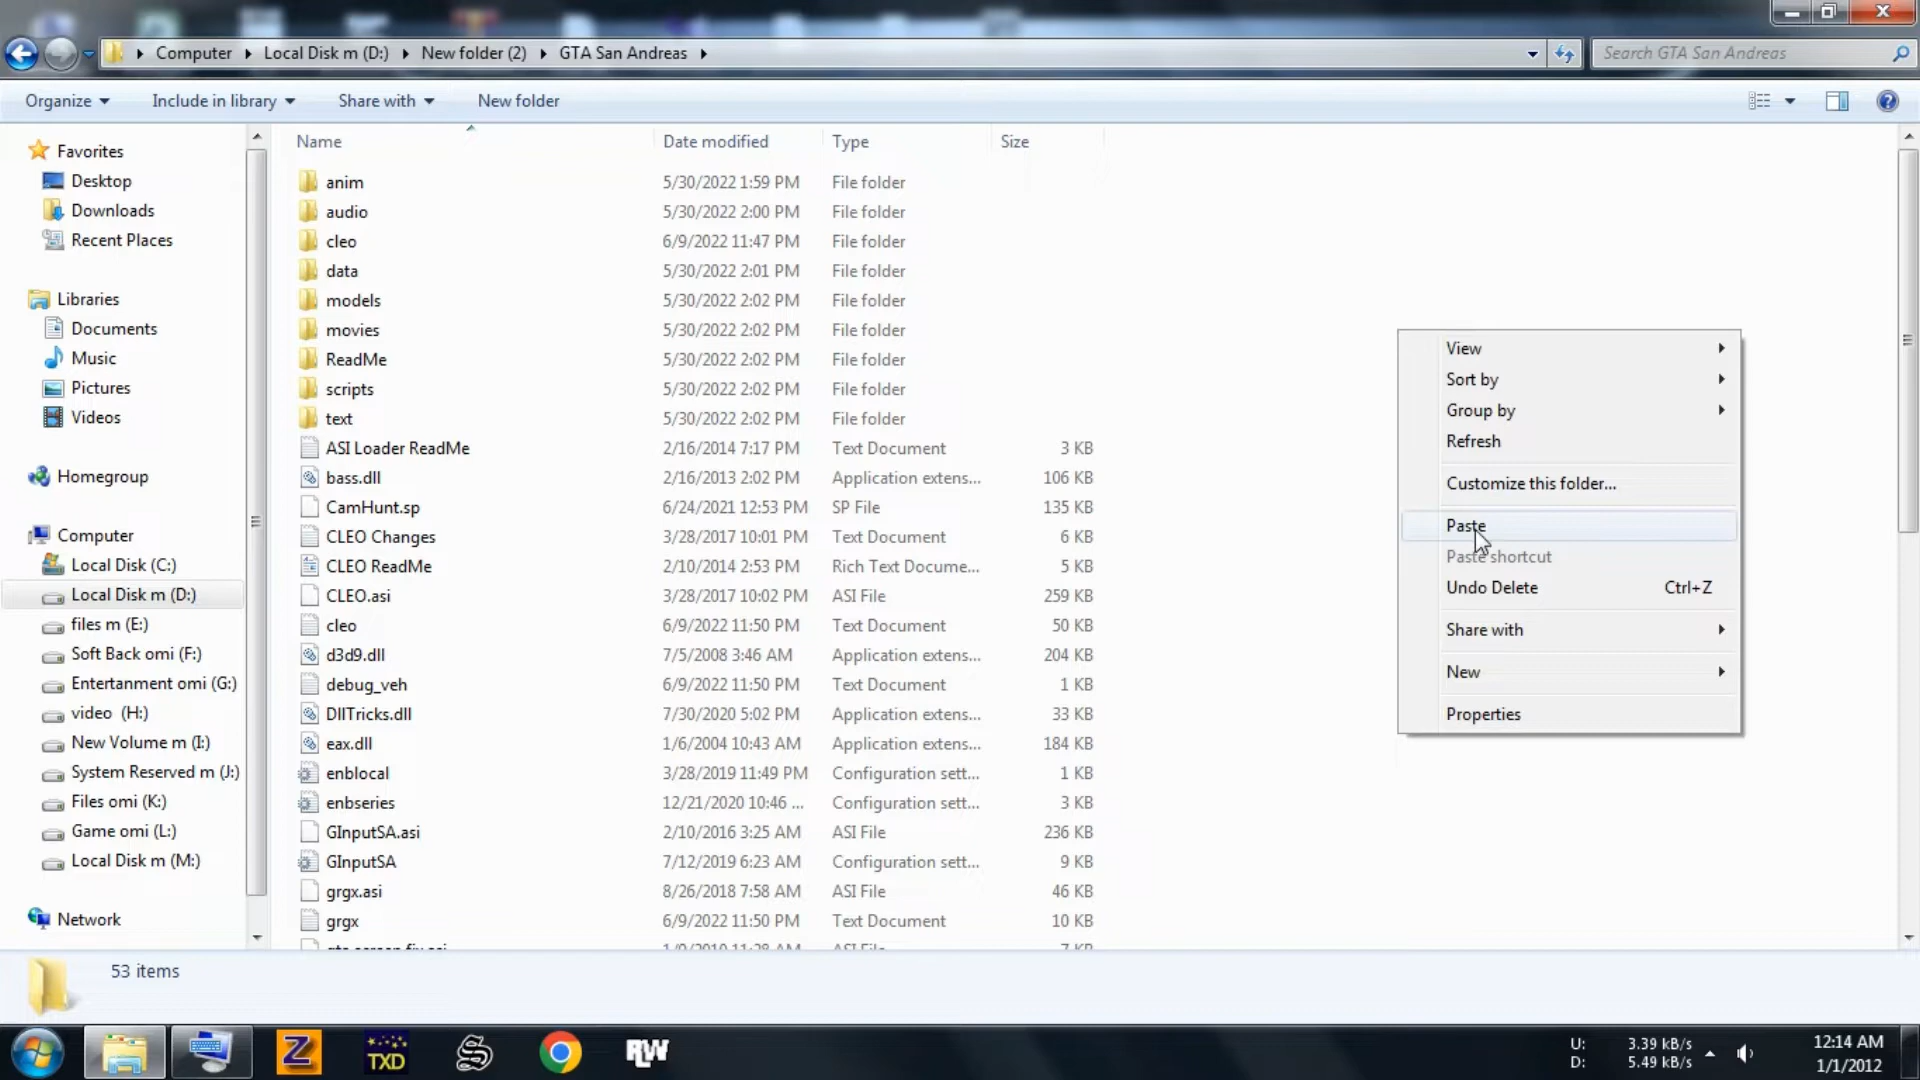 Computer Local Disk m (D:) New folder (2) GTA San Andreas
Search GTA San Andreas
Organize Include in library Share with New folder
Favorites
Desktop
Downloads
Recent Places
Libraries
Documents
Music
Pictures
Videos
Homegroup
Computer
Local Disk (C:)
Local Disk m (D:)
files m (E:)
Soft Back omi (F:)
Entertanment omi (G:)
video (H:)
New Volume m (I:)
System Reserved m (J:)
Files omi (K:)
Game omi (L:)
Local Disk m (M:)
Network
Name Date modified Type Size
anim 5/30/2022 1:59 PM File folder
audio 5/30/2022 2:00 PM File folder
cleo 6/9/2022 11:47 PM File folder
data 5/30/2022 2:01 PM File folder
models 5/30/2022 2:02 PM File folder
movies 5/30/2022 2:02 PM File folder
ReadMe 5/30/2022 2:02 PM File folder
scripts 5/30/2022 2:02 PM File folder
text 5/30/2022 2:02 PM File folder
ASI Loader ReadMe 2/16/2014 7:17 PM Text Document 3 KB
bass.dll 2/16/2013 2:02 PM Application extens... 106 KB
CamHunt.sp 6/24/2021 12:53 PM SP File 135 KB
CLEO Changes 3/28/2017 10:01 PM Text Document 6 KB
CLEO ReadMe 2/10/2014 2:53 PM Rich Text Docume... 5 KB
CLEO.asi 3/28/2017 10:02 PM ASI File 259 KB
cleo 6/9/2022 11:50 PM Text Document 50 KB
d3d9.dll 7/5/2008 3:46 AM Application extens... 204 KB
debug_veh 6/9/2022 11:50 PM Text Document 1 KB
DllTricks.dll 7/30/2020 5:02 PM Application extens... 33 KB
eax.dll 1/6/2004 10:43 AM Application extens... 184 KB
enblocal 3/28/2019 11:49 PM Configuration sett... 1 KB
enbseries 12/21/2020 10:46 ... Configuration sett... 3 KB
GInputSA.asi 2/10/2016 3:25 AM ASI File 236 KB
GInputSA 7/12/2019 6:23 AM Configuration sett... 9 KB
grgx.asi 8/26/2018 7:58 AM ASI File 46 KB
grgx 6/9/2022 11:50 PM Text Document 10 KB
View
Sort by
Group by
Refresh
Customize this folder...
Paste
Paste shortcut
Undo Delete Ctrl+Z
Share with
New
Properties
53 items
Z
TXD
S
RW
U: 3.39 kB/s
D: 5.49 kB/s
12:14 AM
1/1/2012